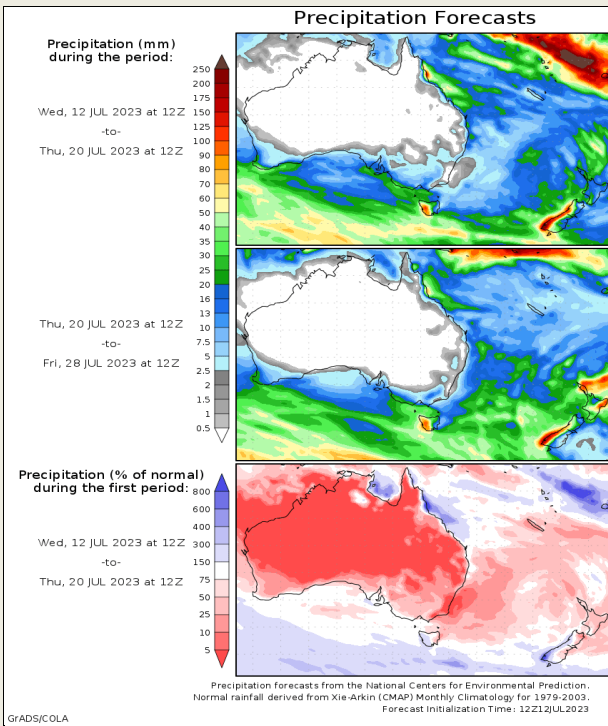 Precipitation Forecasts
Precipitation (mm)
during the period:
Wed, 12 JUL 2023 at 12Z
-to-
Thu, 20 JUL 2023 at 12Z
250
200
175
150
125
100
90
80
70
60
50
40
35
30
25
20
16
13
10
7.5
5
2.5
2
1.5
1
0.5
Thu, 20 JUL 2023 at 12Z
-to-
Fri, 28 JUL 2023 at 12Z
Precipitation (% of normal)
during the first period:
Wed, 12 JUL 2023 at 12Z
-to-
Thu, 20 JUL 2023 at 12Z
800
600
400
300
150
75
50
25
10
5
Precipitation forecasts from the National Centers for Environmental Prediction.
Normal rainfall derived from Xie-Arkin (CMAP) Monthly Climatology for 1979-2003.
Forecast Initialization Time: 12Z12JUL2023
GrADS/COLA